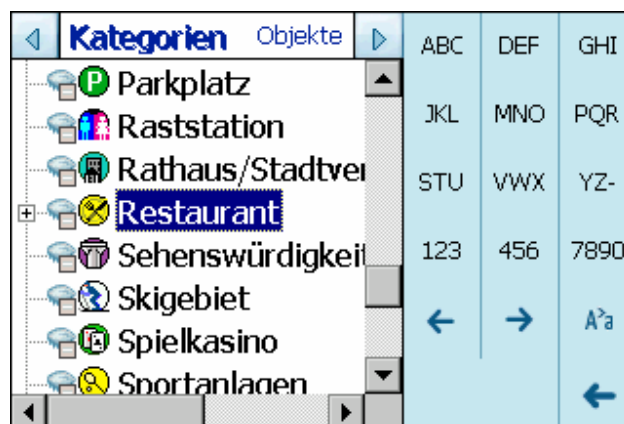 Kategorien Objekte
Parkplatz
Raststation
Rathaus/Stadtver
Restaurant
Sehenswürdigkeit
Skigebiet
Spielkasino
Sportanlagen
ABC DEF GHI
JKL MNO PQR
STU VWX YZ-
123 456 7890
A>a